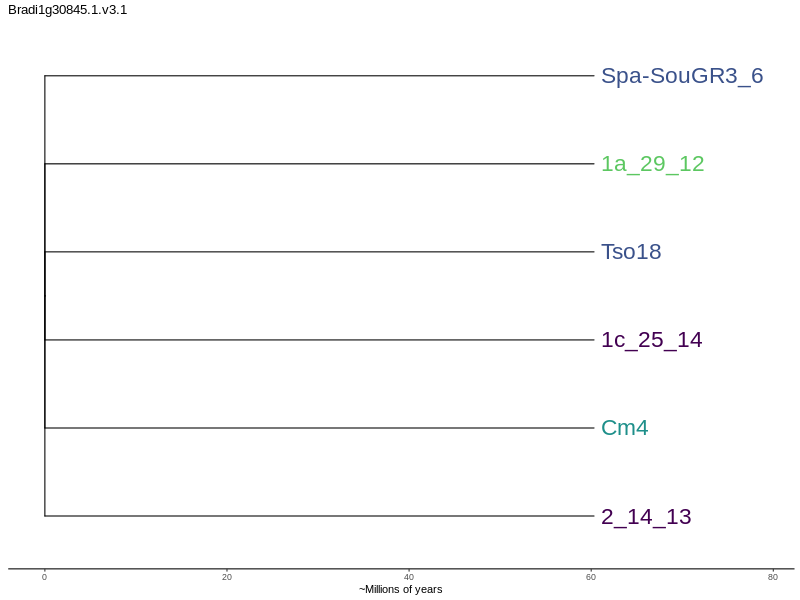 Bradi1g30845.1.v3.1
Spa-SouGR3_6
1a_29_12
Tso18
1c_25_14
Cm4
2_14_13
0 20 40 60 80
~Millions of years